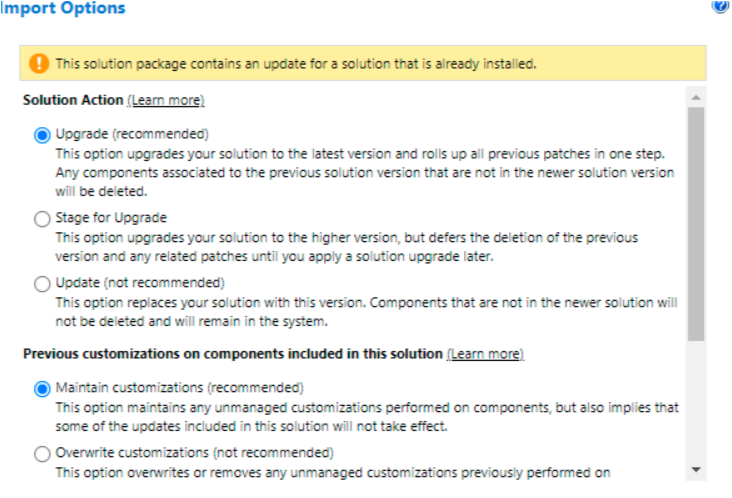 Import Options
This solution package contains an update for a solution that is already installed.
Solution Action (Learn more)
Upgrade (recommended)
This option upgrades your solution to the latest version and rolls up all previous patches in one step.
Any components associated to the previous solution version that are not in the newer solution version
will be deleted.
Stage for Upgrade
This option upgrades your solution to the higher version, but defers the deletion of the previous
version and any related patches until you apply a solution upgrade later.
Update (not recommended)
This option replaces your solution with this version. Components that are not in the newer solution will
not be deleted and will remain in the system.
Previous customizations on components included in this solution (Learn more)
Maintain customizations (recommended)
This option maintains any unmanaged customizations performed on components, but also implies that
some of the updates included in this solution will not take effect.
Overwrite customizations (not recommended)
This option overwrites or removes any unmanaged customizations previously performed on